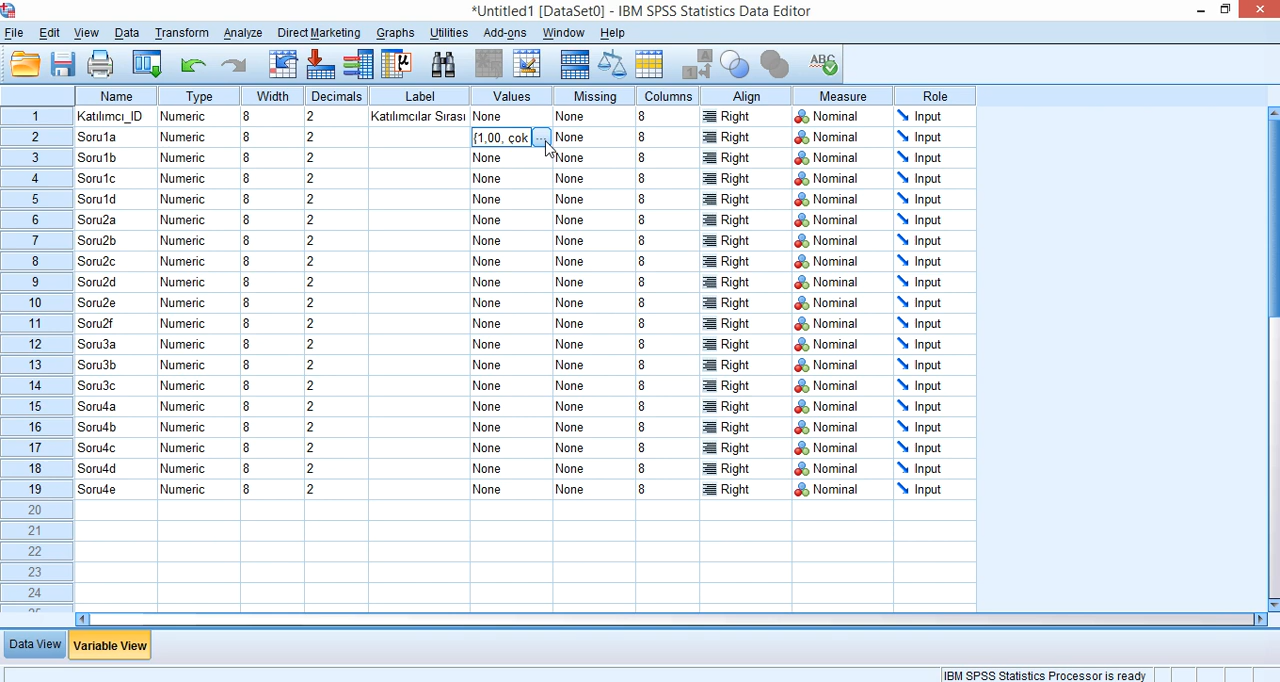 *Untitled1 [DataSet0] - IBM SPSS Statistics Data Editor
File Edit View Data Transform Analyze Direct Marketing Graphs Utilities Add-ons Window Help
Name Type Width Decimals Label Values Missing Columns Align Measure Role
1 Katılımcı_ID Numeric 8 2 Katılımcılar Sırası None None 8 Right Nominal Input
2 Soru1a Numeric 8 2 {1,00, çok ... None 8 Right Nominal Input
3 Soru1b Numeric 8 2 None None 8 Right Nominal Input
4 Soru1c Numeric 8 2 None None 8 Right Nominal Input
5 Soru1d Numeric 8 2 None None 8 Right Nominal Input
6 Soru2a Numeric 8 2 None None 8 Right Nominal Input
7 Soru2b Numeric 8 2 None None 8 Right Nominal Input
8 Soru2c Numeric 8 2 None None 8 Right Nominal Input
9 Soru2d Numeric 8 2 None None 8 Right Nominal Input
10 Soru2e Numeric 8 2 None None 8 Right Nominal Input
11 Soru2f Numeric 8 2 None None 8 Right Nominal Input
12 Soru3a Numeric 8 2 None None 8 Right Nominal Input
13 Soru3b Numeric 8 2 None None 8 Right Nominal Input
14 Soru3c Numeric 8 2 None None 8 Right Nominal Input
15 Soru4a Numeric 8 2 None None 8 Right Nominal Input
16 Soru4b Numeric 8 2 None None 8 Right Nominal Input
17 Soru4c Numeric 8 2 None None 8 Right Nominal Input
18 Soru4d Numeric 8 2 None None 8 Right Nominal Input
19 Soru4e Numeric 8 2 None None 8 Right Nominal Input
20
21
22
23
24
Data View Variable View
IBM SPSS Statistics Processor is ready